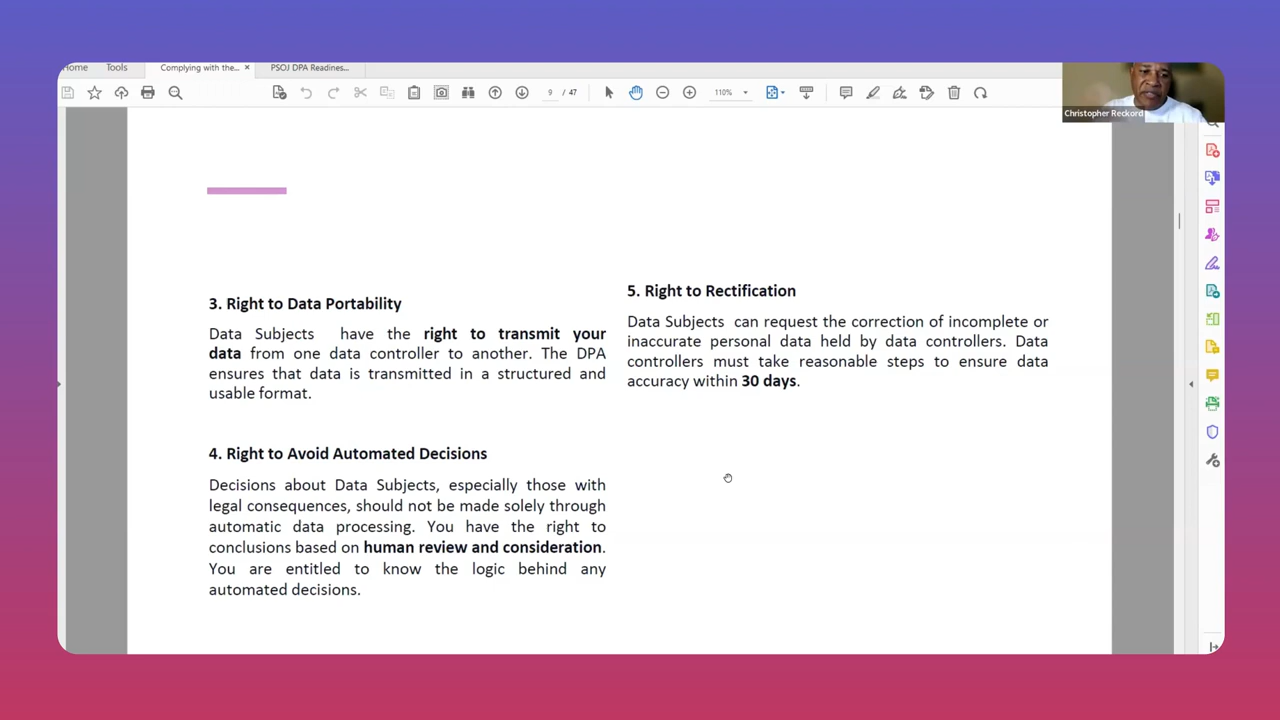 Home Tools Complying with the... × PSOJ DPA Readines...
9 / 47 110%
Christopher Reckord
3. Right to Data Portability
Data Subjects have the right to transmit your
data from one data controller to another. The DPA
ensures that data is transmitted in a structured and
usable format.
4. Right to Avoid Automated Decisions
Decisions about Data Subjects, especially those with
legal consequences, should not be made solely through
automatic data processing. You have the right to
conclusions based on human review and consideration.
You are entitled to know the logic behind any
automated decisions.
5. Right to Rectification
Data Subjects can request the correction of incomplete or
inaccurate personal data held by data controllers. Data
controllers must take reasonable steps to ensure data
accuracy within 30 days.